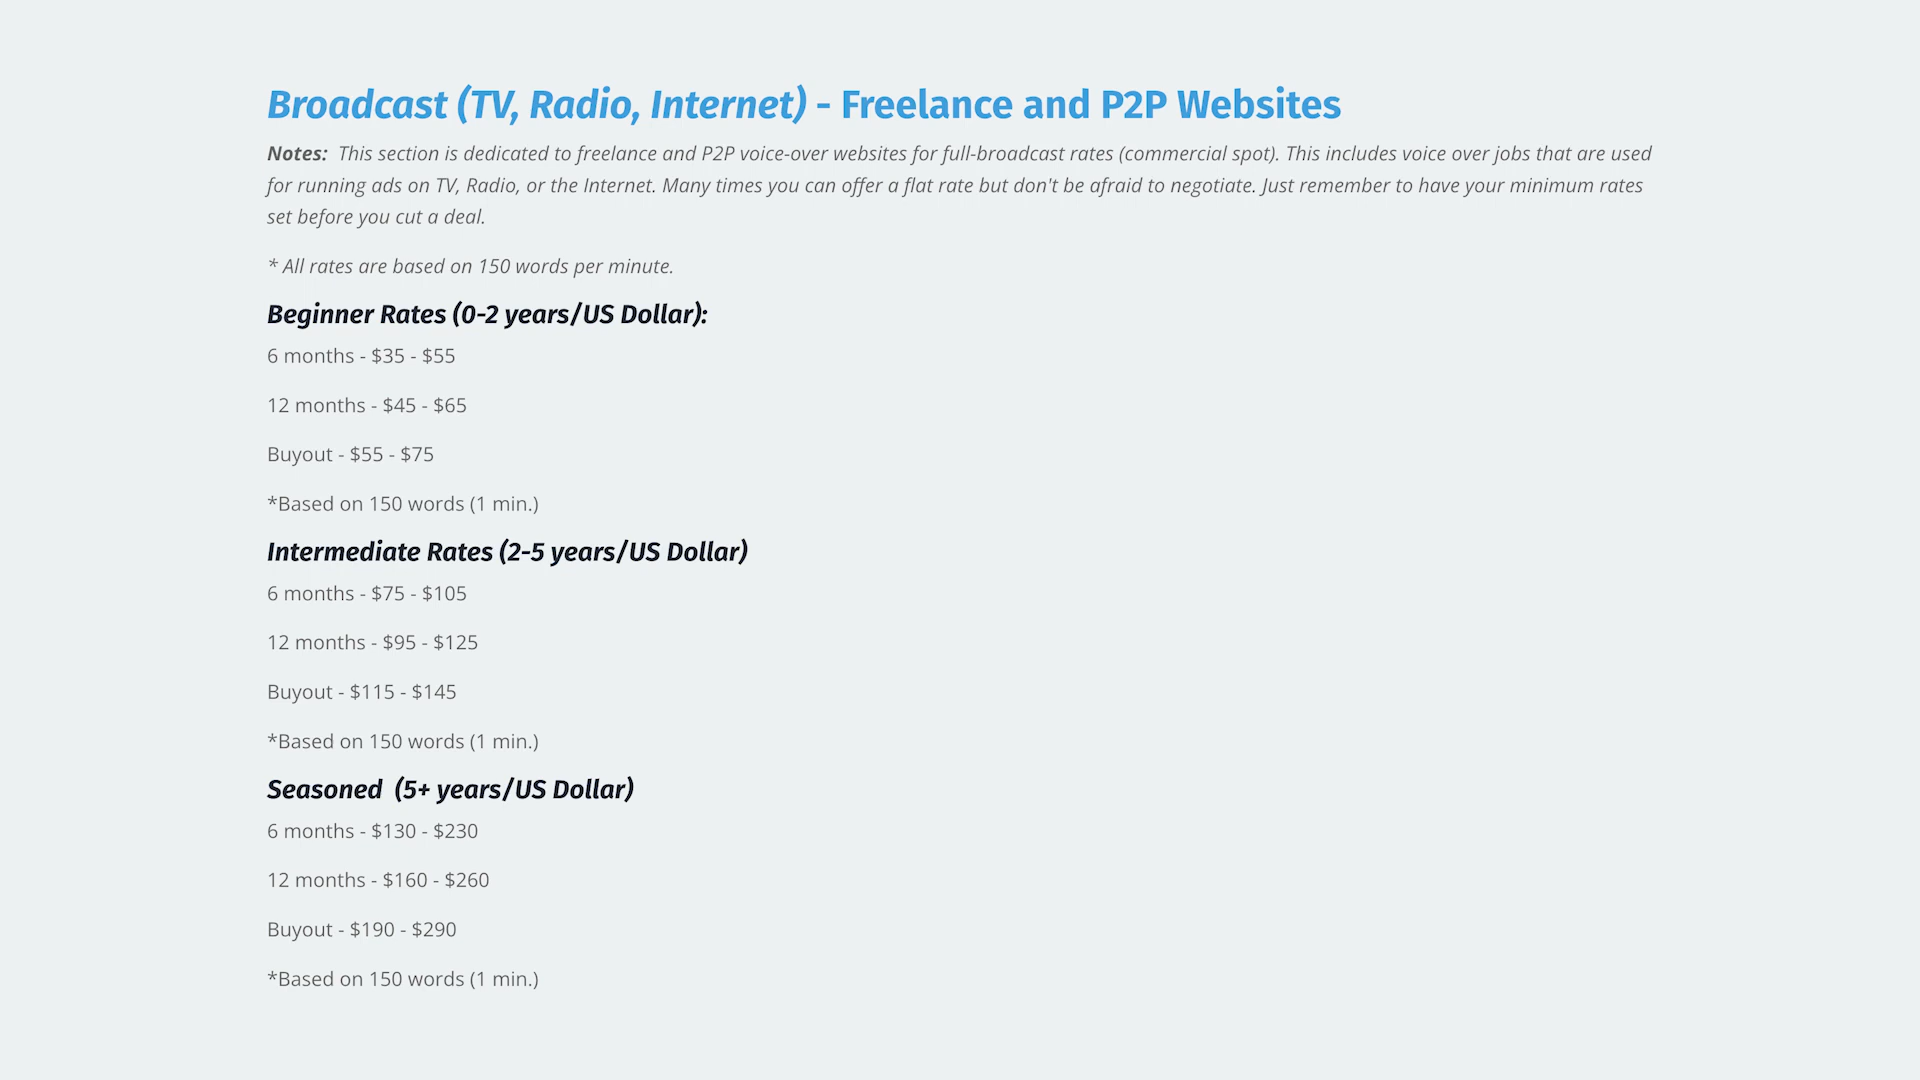 Broadcast (TV, Radio, Internet) - Freelance and P2P Websites
Notes:  This section is dedicated to freelance and P2P voice-over websites for full-broadcast rates (commercial spot). This includes voice over jobs that are used
for running ads on TV, Radio, or the Internet. Many times you can offer a flat rate but don't be afraid to negotiate. Just remember to have your minimum rates
set before you cut a deal.
* All rates are based on 150 words per minute.
Beginner Rates (0-2 years/US Dollar):
6 months - $35 - $55
12 months - $45 - $65
Buyout - $55 - $75
*Based on 150 words (1 min.)
Intermediate Rates (2-5 years/US Dollar)
6 months - $75 - $105
12 months - $95 - $125
Buyout - $115 - $145
*Based on 150 words (1 min.)
Seasoned  (5+ years/US Dollar)
6 months - $130 - $230
12 months - $160 - $260
Buyout - $190 - $290
*Based on 150 words (1 min.)